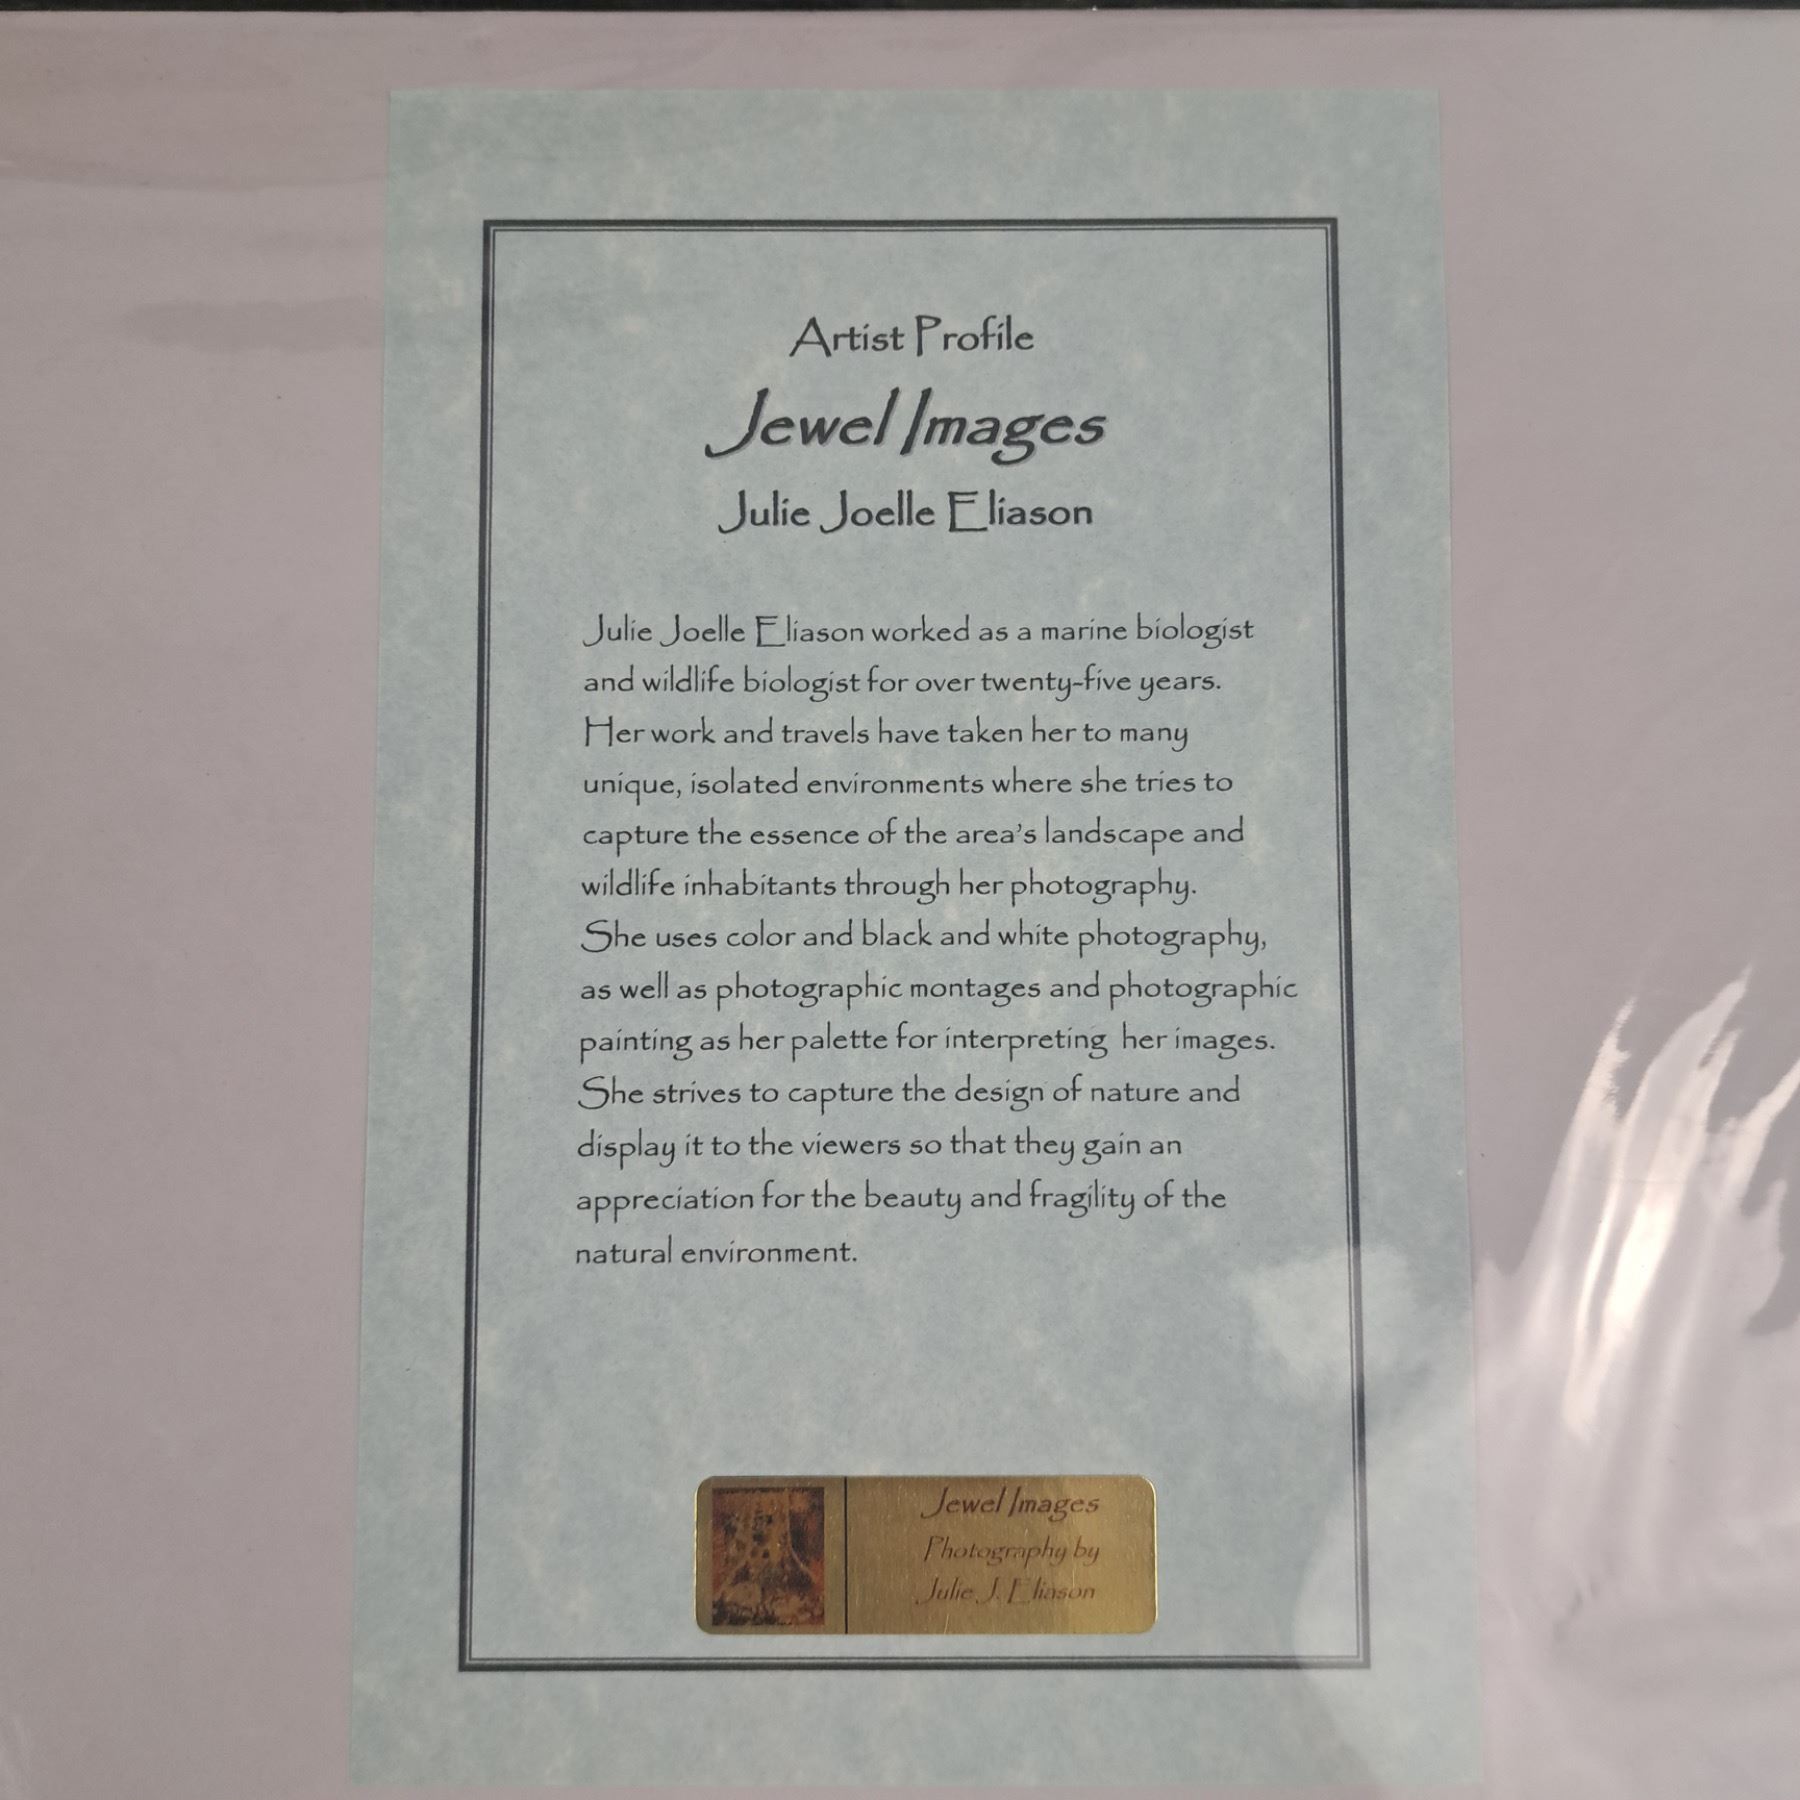 Artist Profile
Jewel Images
Julie Joelle Eliason
Julie Joelle Eliason worked as a marine biologist
and wildlife biologist for over twenty-five years.
Her work and travels have taken her to many
unique, isolated environments where she tries to
capture the essence of the area's landscape and
wildlife inhabitants through her photography.
She uses color and black and white photography,
as well as photographic montages and photographic
painting as her palette for interpreting her images.
She strives to capture the design of nature and
display it to the viewers so that they gain an
appreciation for the beauty and fragility of the
natural environment.
Jewel Images
Photography by
Julie J. Eliason